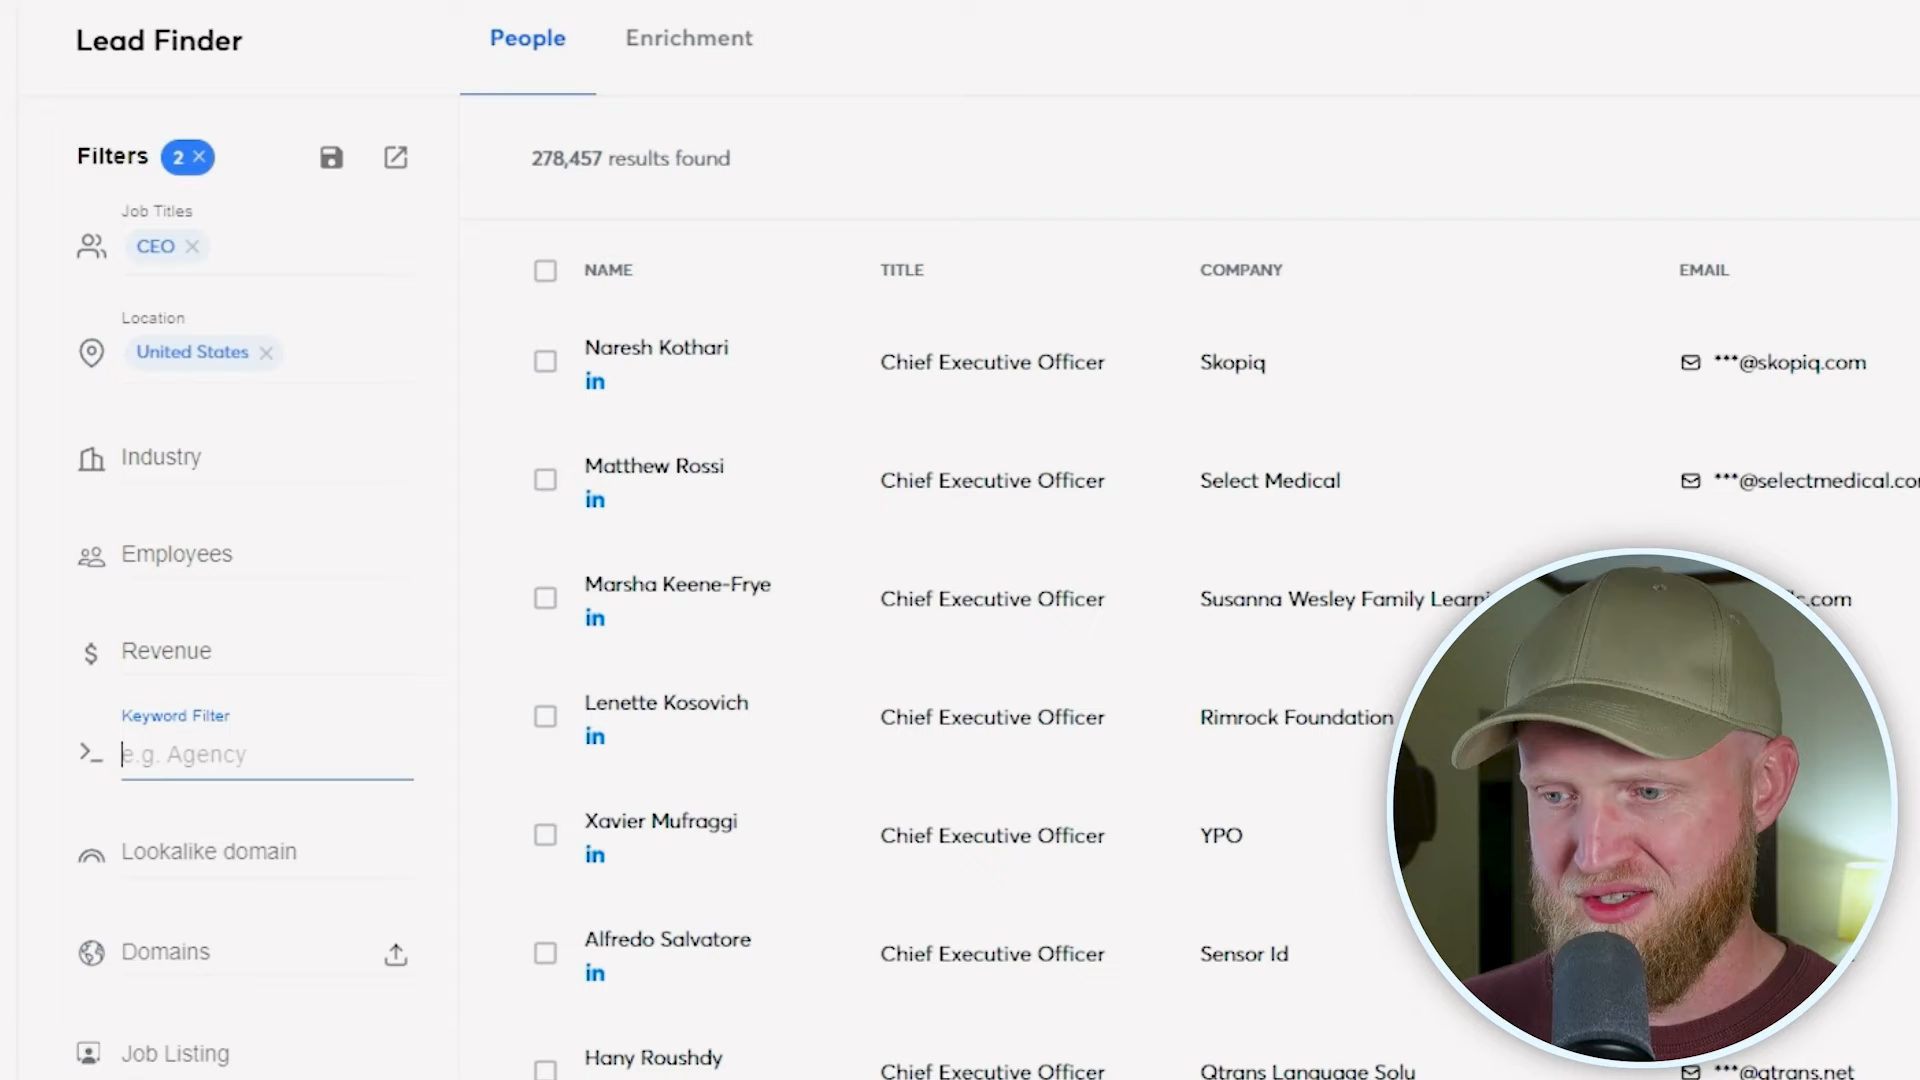 Lead Finder
People
Enrichment
Filters
2
278,457 results found
Job Titles
CEO
Location
United States
Industry
Employees
Revenue
Keyword Filter
e.g. Agency
Lookalike domain
Domains
Job Listing
NAME TITLE COMPANY EMAIL
Naresh Kothari
in
Chief Executive Officer Skopiq ***@skopiq.com
Matthew Rossi
in
Chief Executive Officer Select Medical ***@selectmedical.co
Marsha Keene-Frye
in
Chief Executive Officer Susanna Wesley Family Learni .com
Lenette Kosovich
in
Chief Executive Officer Rimrock Foundation
Xavier Mufraggi
in
Chief Executive Officer YPO
Alfredo Salvatore
in
Chief Executive Officer Sensor Id
Hany Roushdy
Chief Executive Officer Qtrans Language Solu ***@qtrans.net